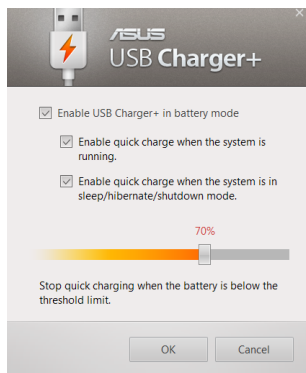 ASUS
USB Charger+
Enable USB Charger+ in battery mode
Enable quick charge when the system is
running.
Enable quick charge when the system is in
sleep/hibernate/shutdown mode.
70%
Stop quick charging when the battery is below the
threshold limit.
OK
Cancel